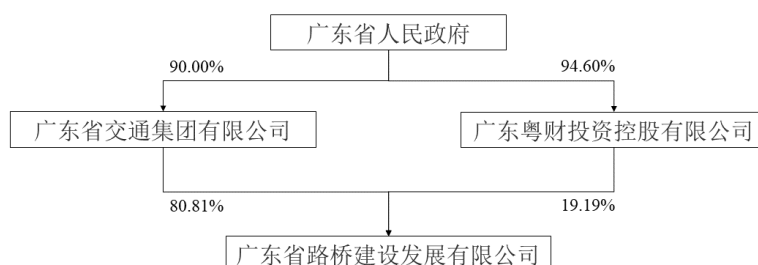 广东省人民政府
90.00%
94.60%
广东省交通集团有限公司
广东粤财投资控股有限公司
80.81%
19.19%
广东省路桥建设发展有限公司